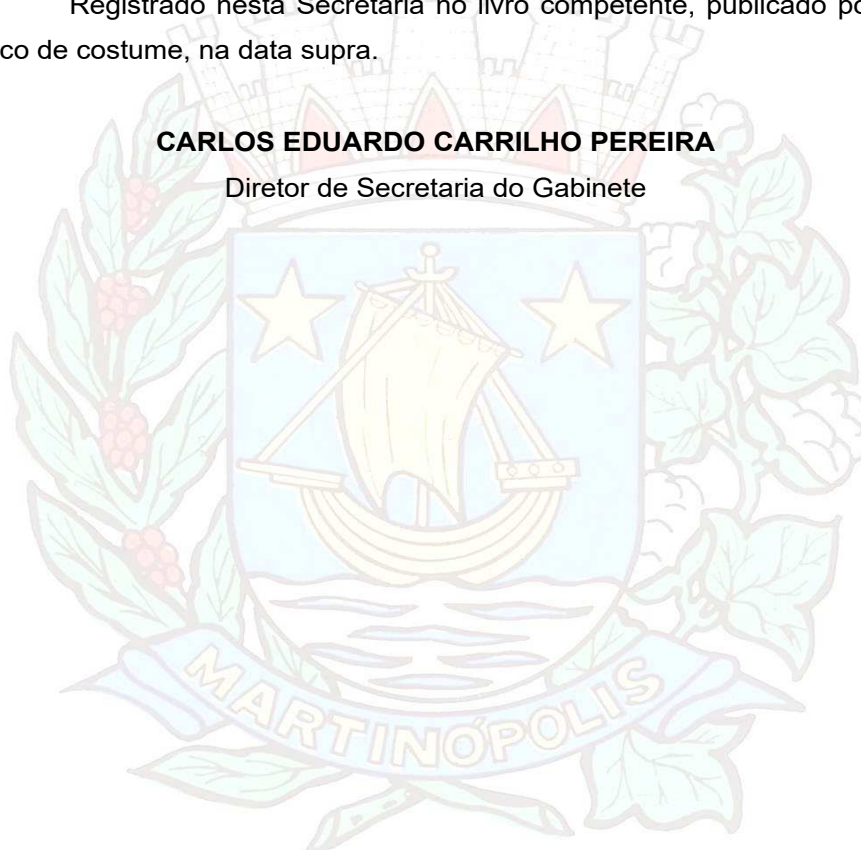 Registrado nesta Secretaria no livro competente, publicado
co de costume, na data supra.
CARLOS EDUARDO CARRILHO PEREIRA
Diretor de Secretaria do Gabinete
MARTINÓPOLIS